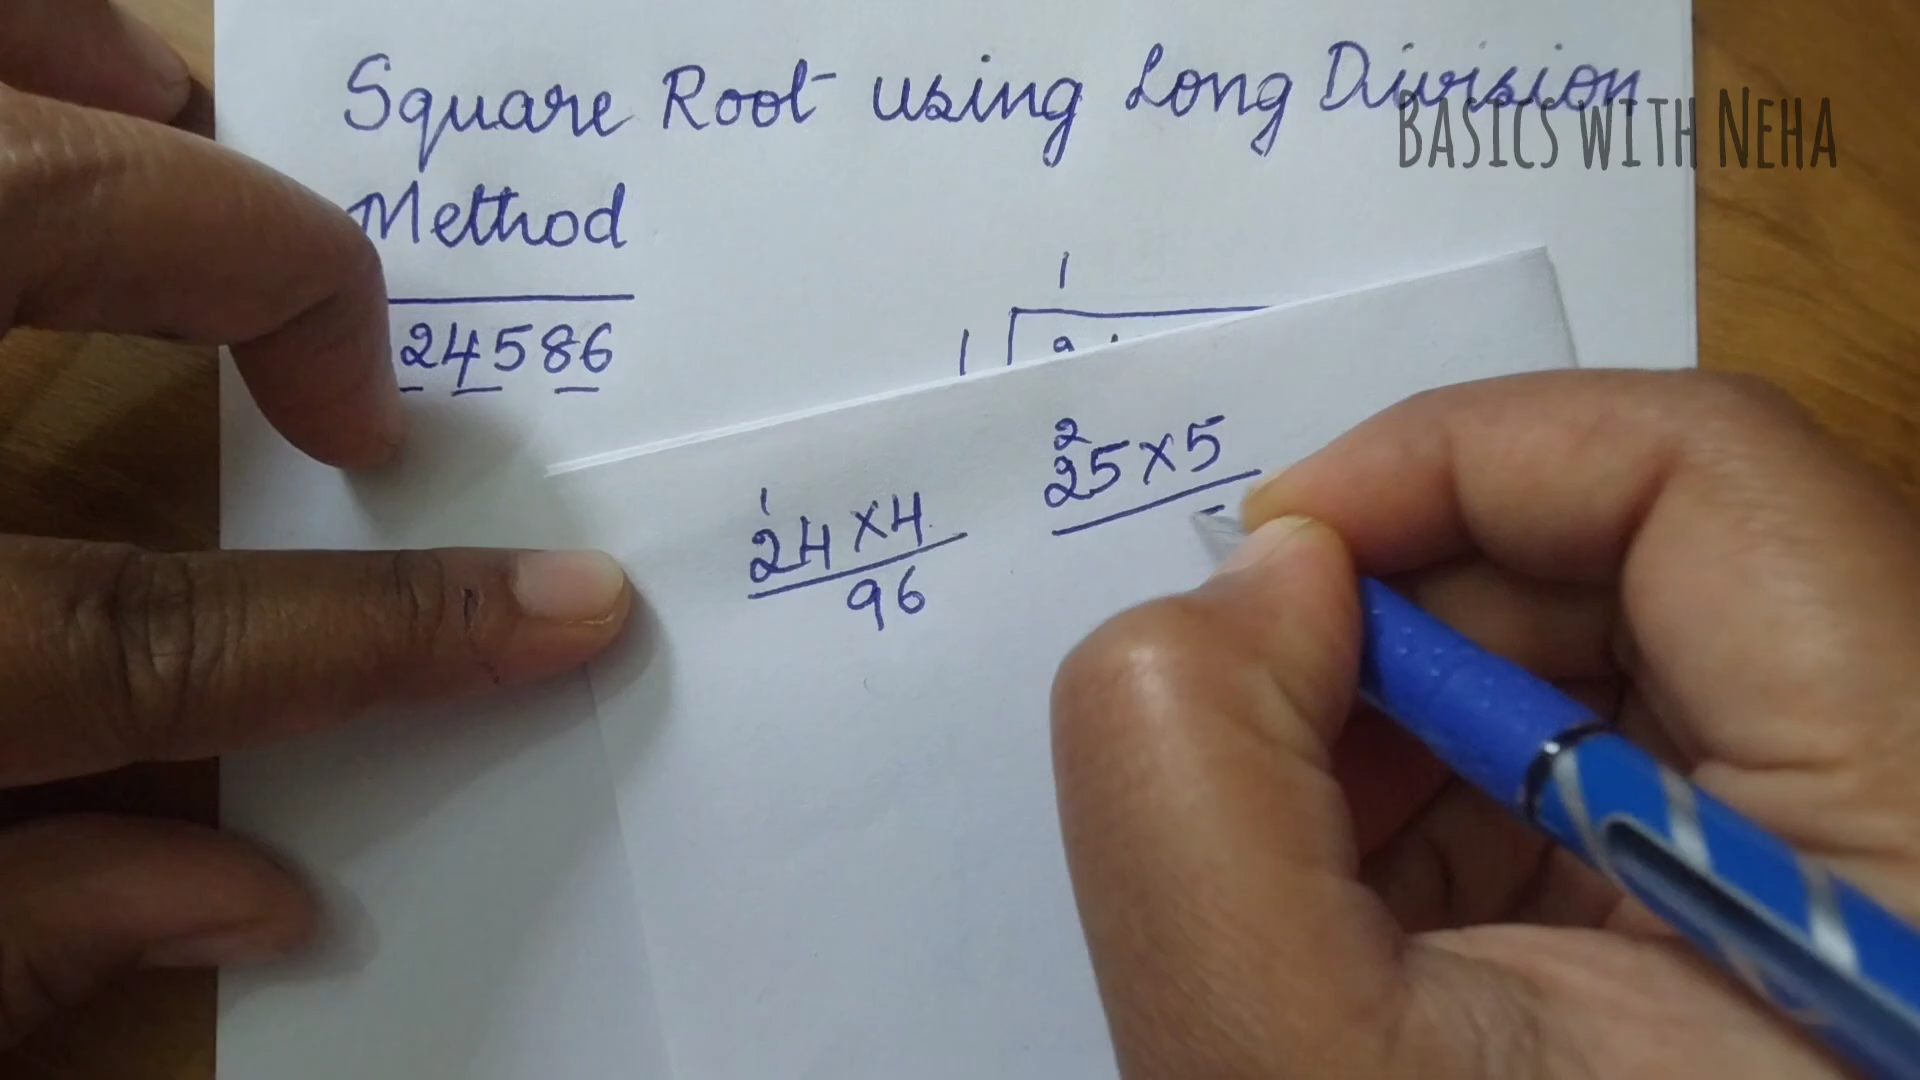 Square Root using Long Division
BASICS WITH NEHA
Method
1
24586
1
2
25×5
1
24×4
96